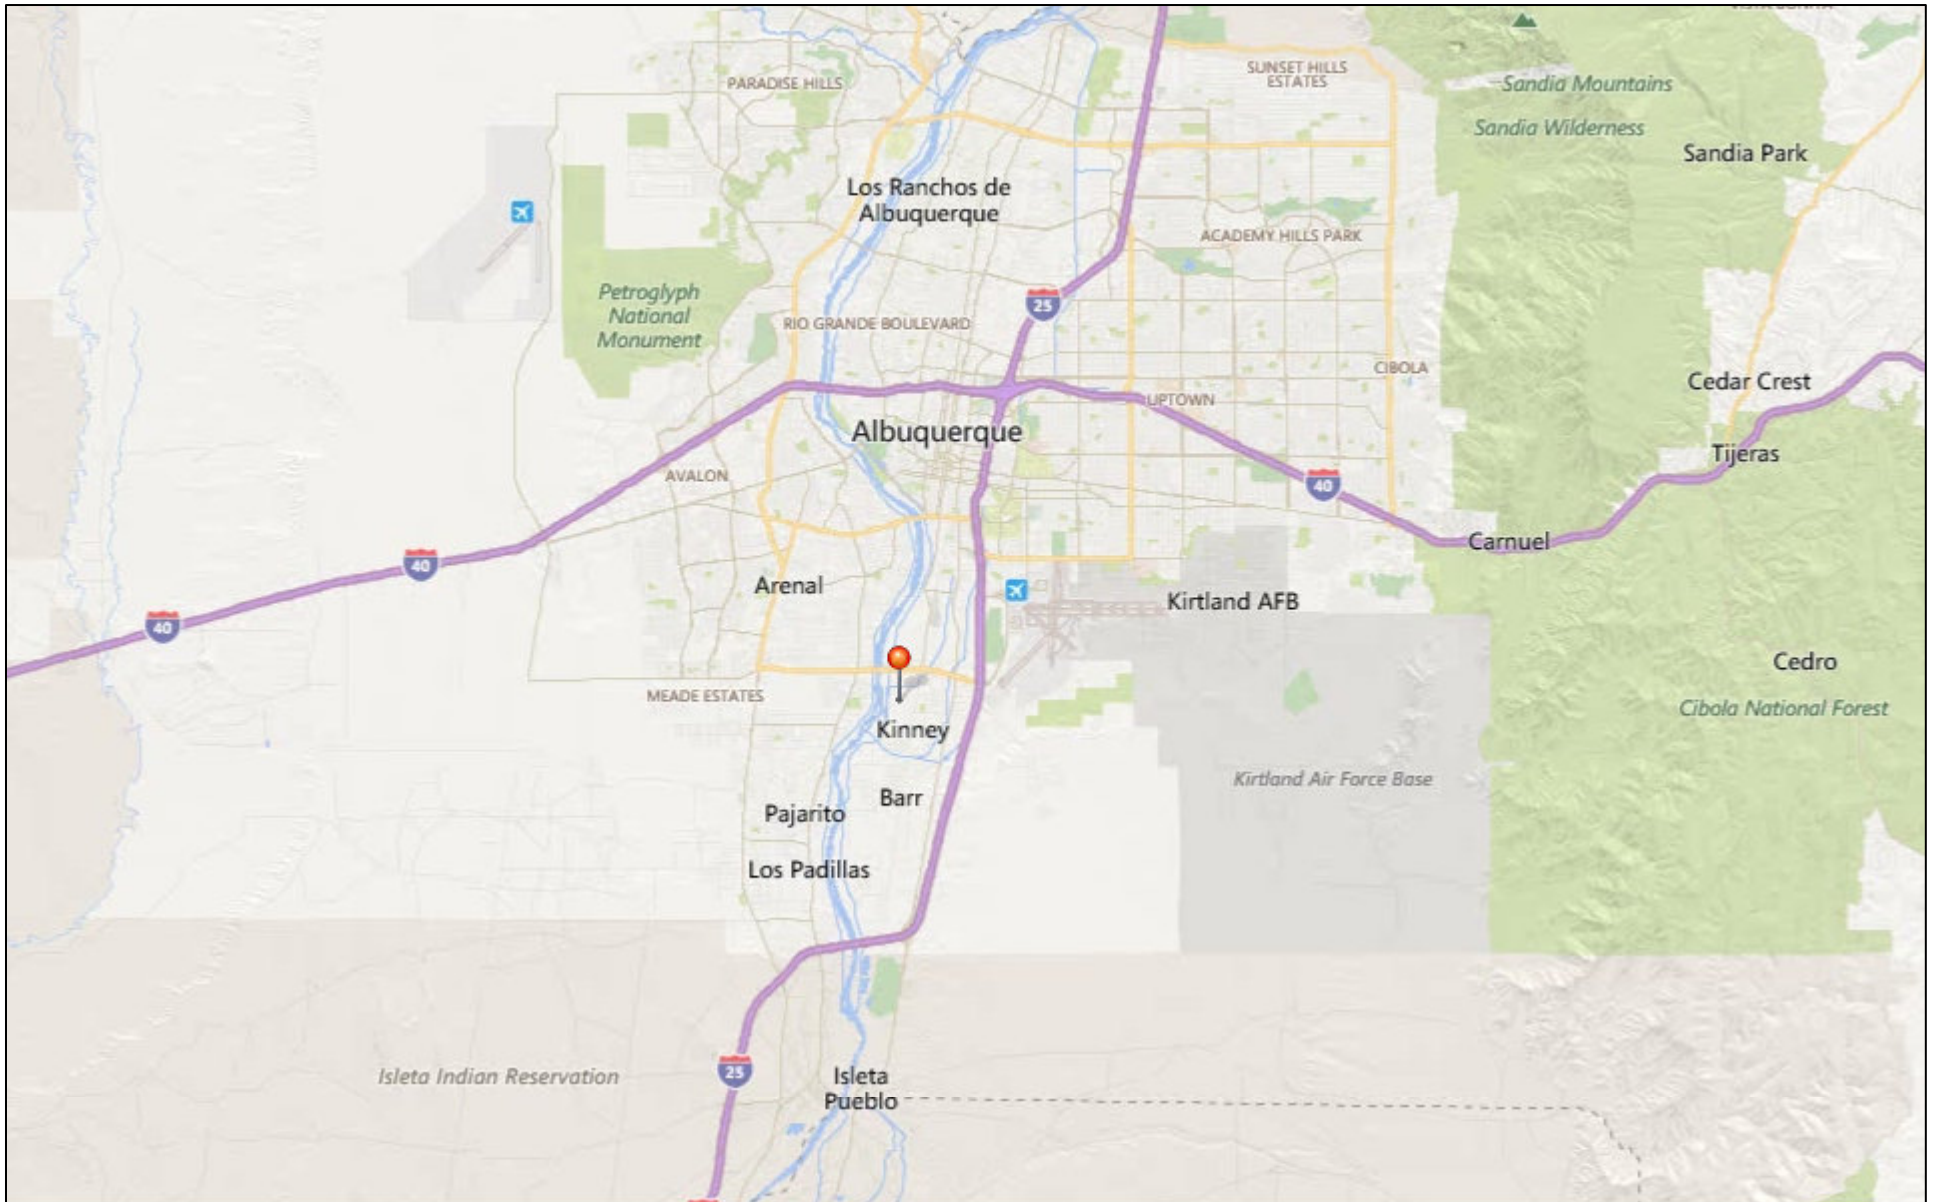 PARADISE HILLS
SUNSET HILLS
ESTATES
Sandia Mountains
Sandia Wilderness
Sandia Park
Los Ranchos de
Albuquerque
ACADEMY HILLS PARK
Petroglyph
National
Monument
25
RIO GRANDE BOULEVARD
CIBOLA
Cedar Crest
UPTOWN
Albuquerque
Tijeras
AVALON
40
Carnuel
40
Arenal
Kirtland AFB
40
Cedro
MEADE ESTATES
Cibola National Forest
Kinney
Kirtland Air Force Base
Barr
Pajarito
Los Padillas
25
Isleta Indian Reservation
Isleta
Pueblo